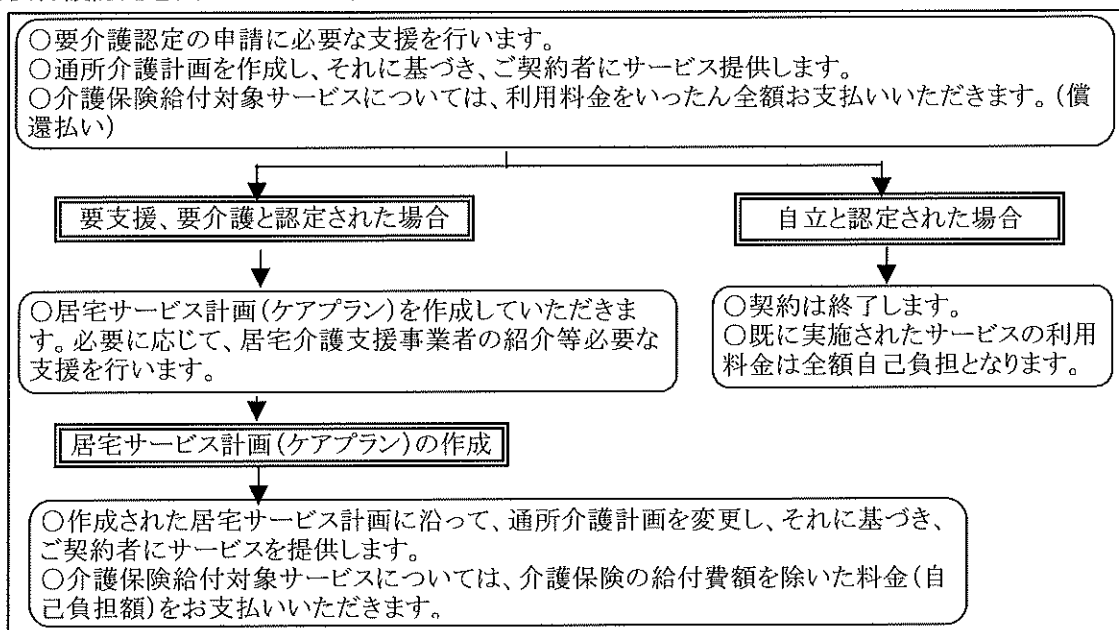 ○要介護認定の申請に必要な支援を行います。
○通所介護計画を作成し、それに基づき、ご契約者にサービス提供します。
○介護保険給付対象サービスについては、利用料金をいったん全額お支払いいただきます。(償
還払い)
要支援、要介護と認定された場合
自立と認定された場合
○居宅サービス計画(ケアプラン)を作成していただきま
す。必要に応じて、居宅介護支援事業者の紹介等必要な
支援を行います。
○契約は終了します。
○既に実施されたサービスの利用
料金は全額自己負担となります。
居宅サービス計画(ケアプラン)の作成
○作成された居宅サービス計画に沿って、通所介護計画を変更し、それに基づき、
ご契約者にサービスを提供します。
○介護保険給付対象サービスについては、介護保険の給付費額を除いた料金(自
己負担額)をお支払いいただきます。